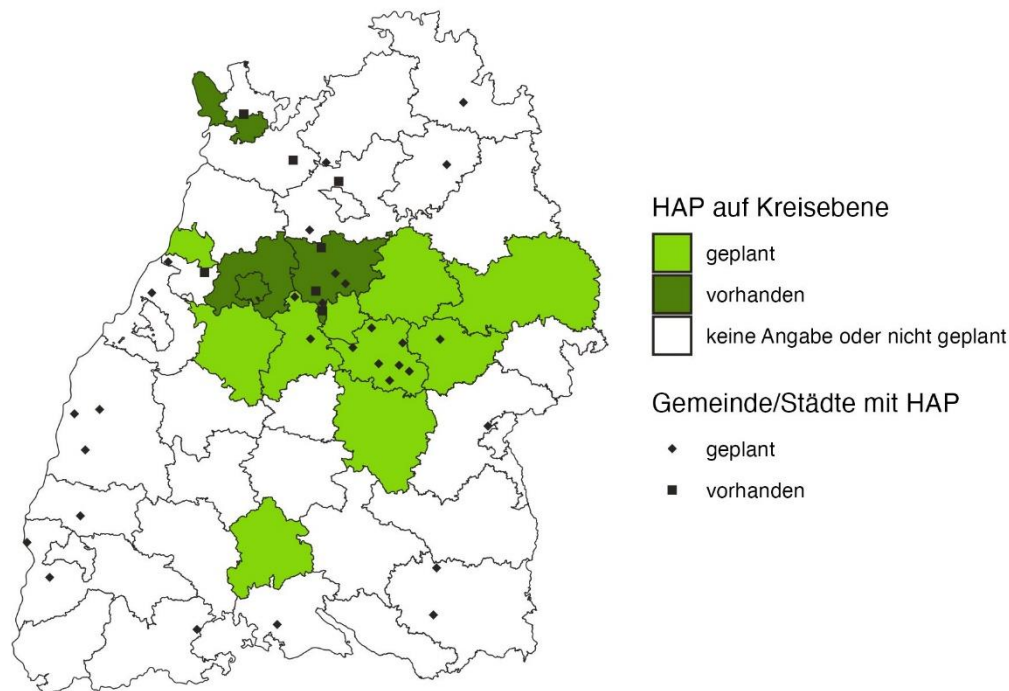 HAP auf Kreisebene
geplant
vorhanden
keine Angabe oder nicht geplant
Gemeinde/Städte mit HAP
geplant
vorhanden